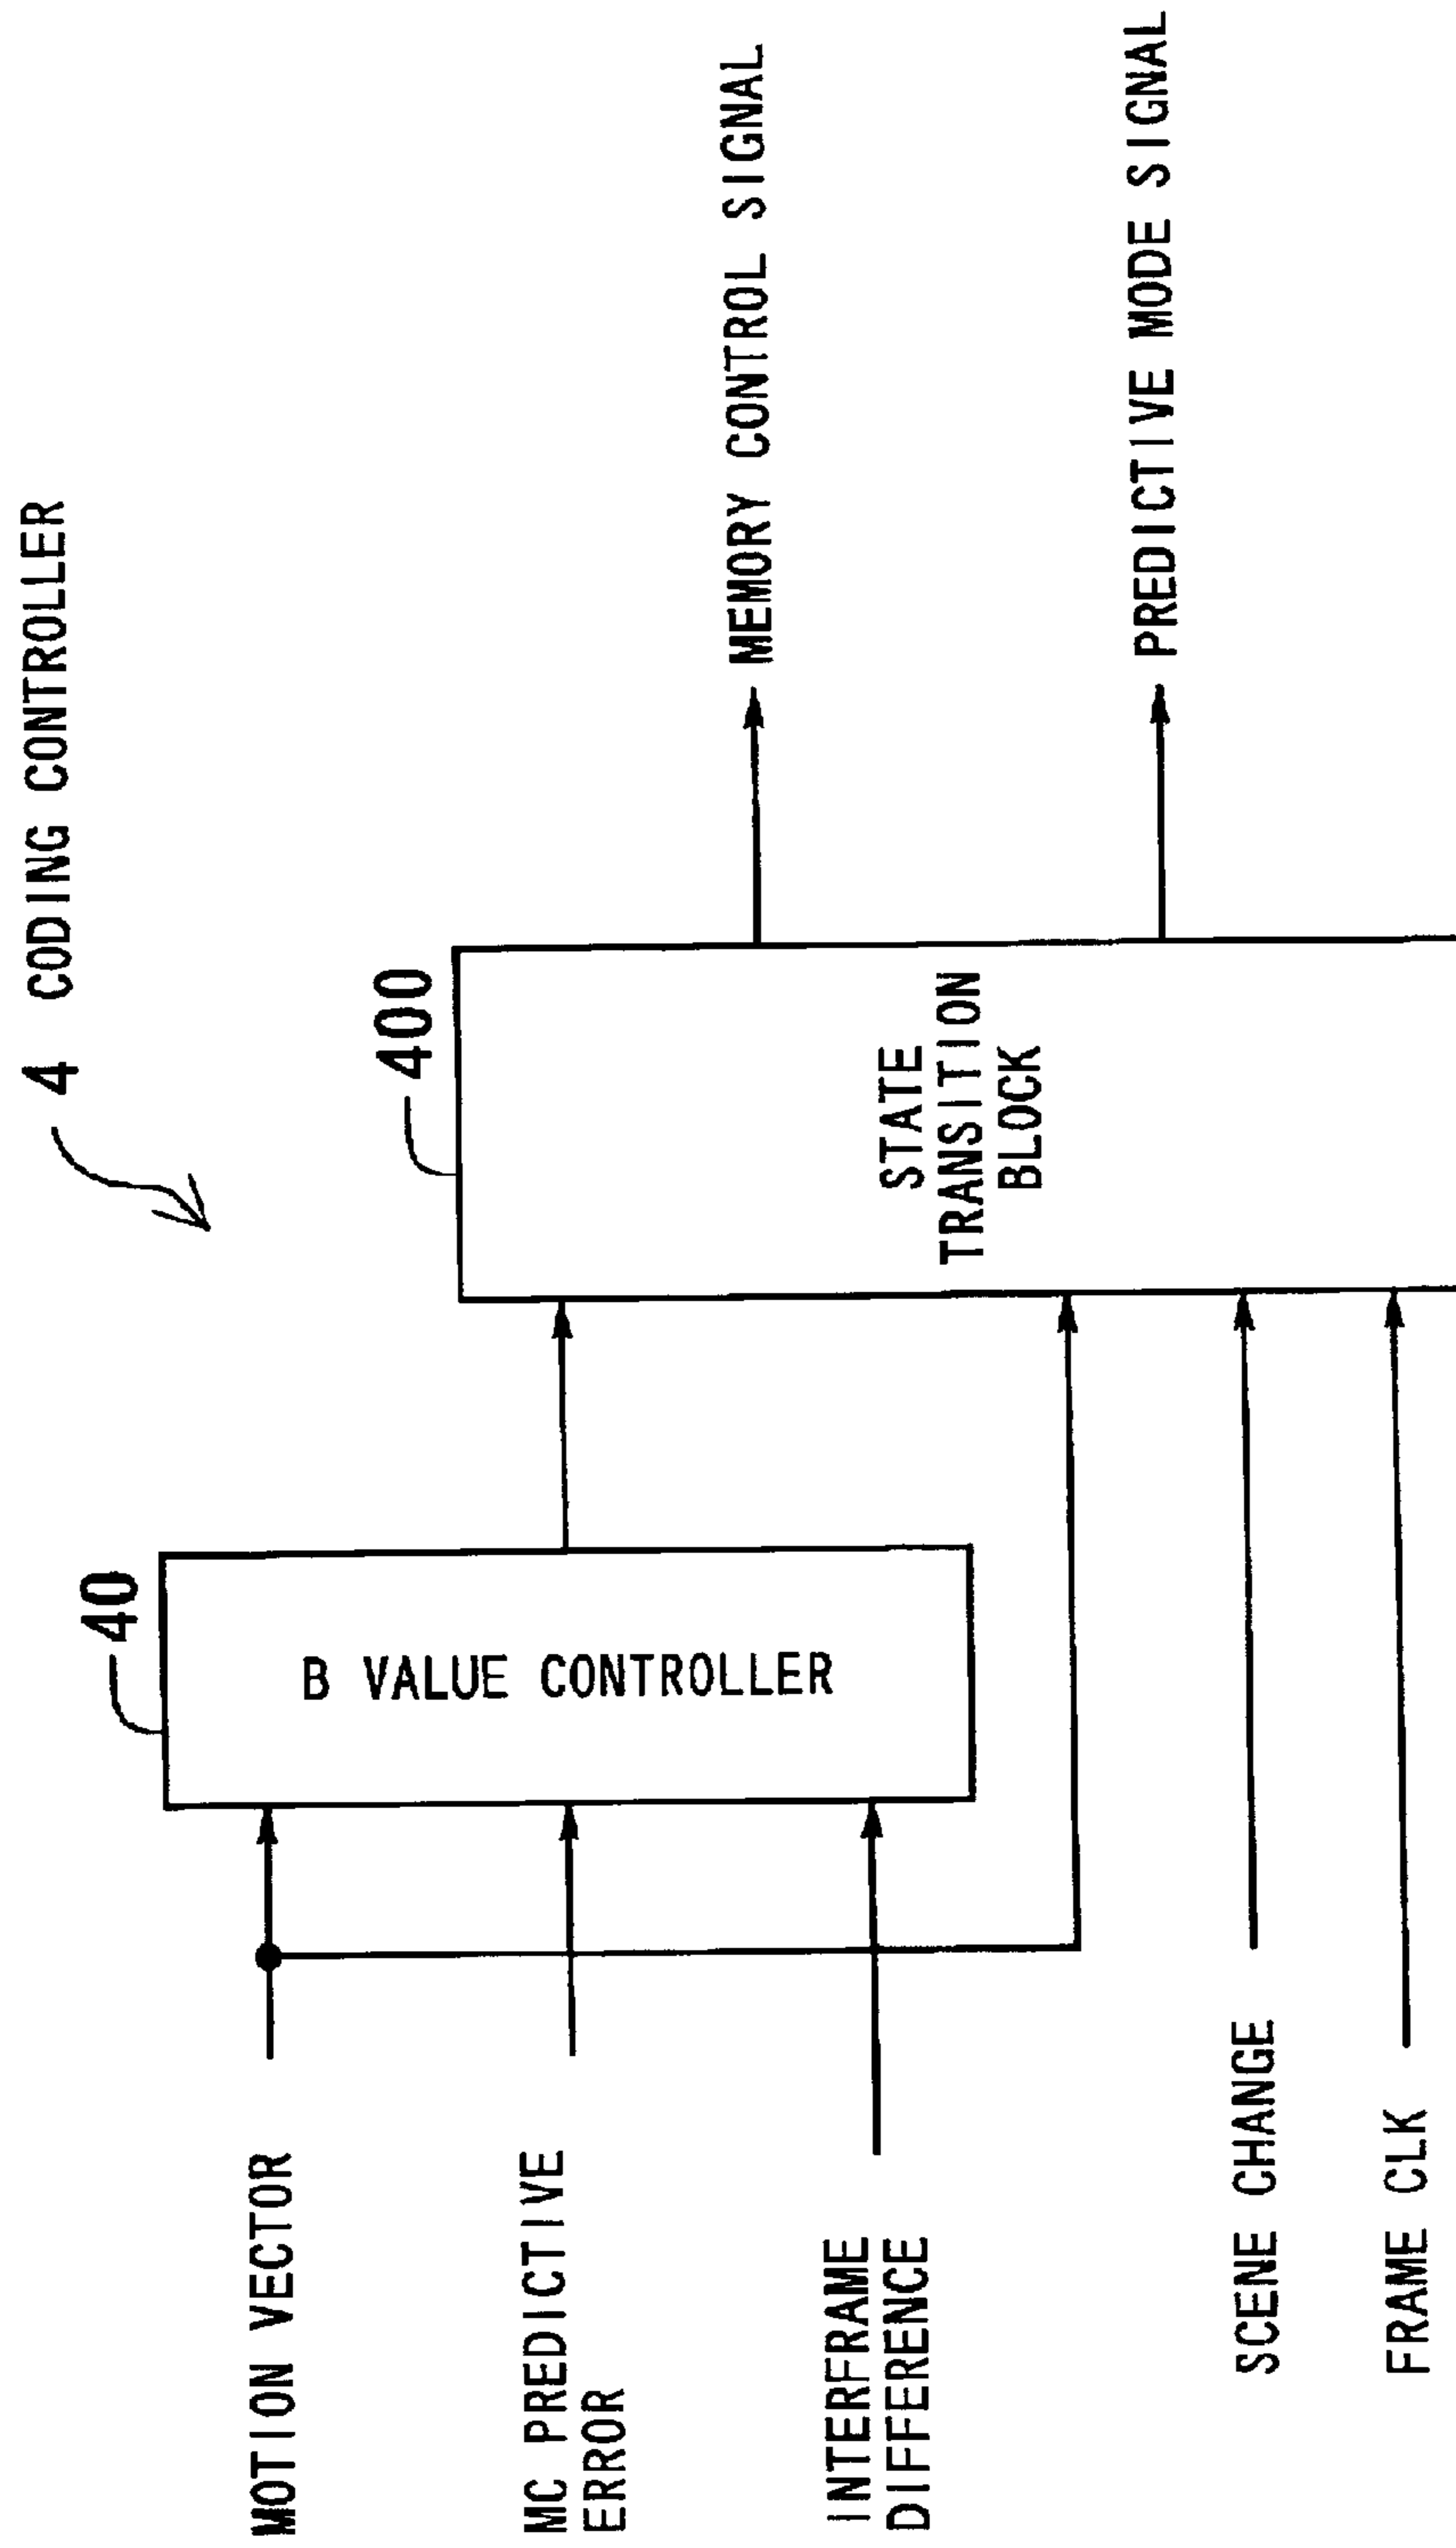 4 CODING CONTROLLER
40
400
MOTION VECTOR
MC PREDICTIVE
ERROR
INTERFRAME
DIFFERENCE
B VALUE CONTROLLER
STATE
TRANSITION
BLOCK
MEMORY CONTROL SIGNAL
PREDICTIVE MODE SIGNAL
SCENE CHANGE
FRAME CLK